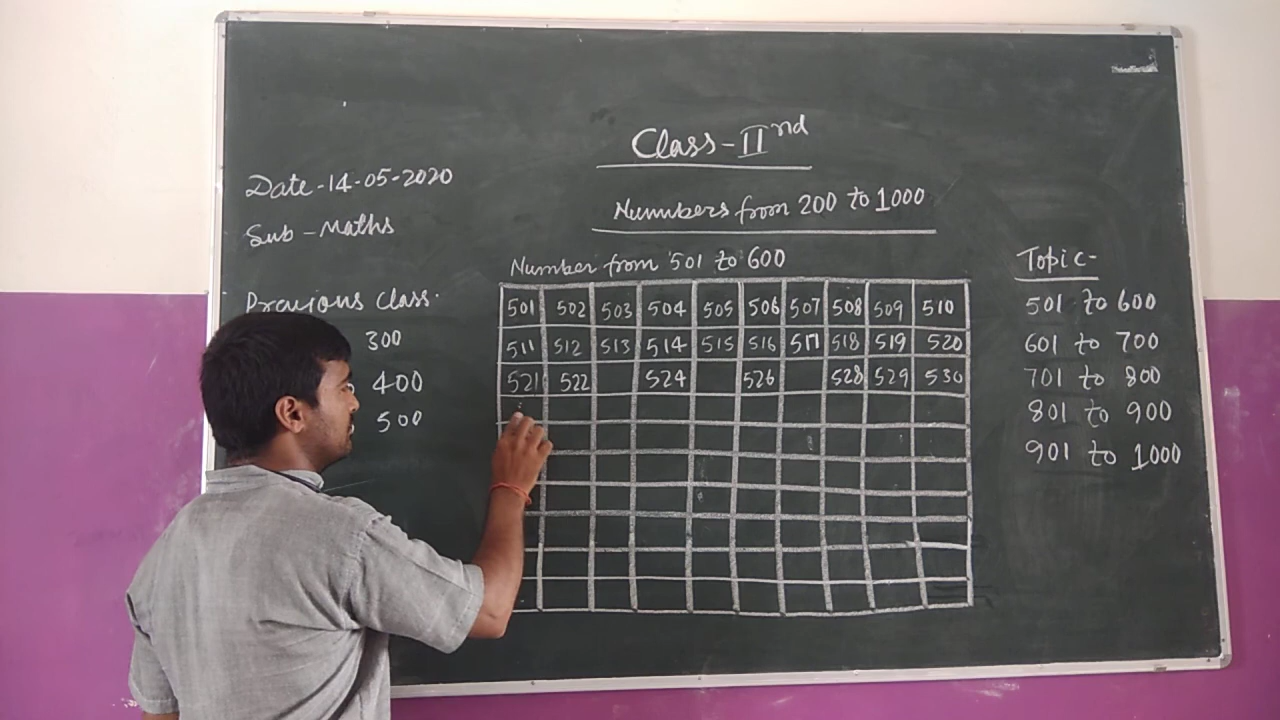 Class-IInd
Date-14-05-2020
Numbers from 200 to 1000
Sub-Maths
Number from 501 to 600
Topic-
Previous class.
501 502 503 504 505 506 507 508 509 510
501 to 600
300
511 512 513 514 515 516 517 518 519 520
601 to 700
400
521 522 524 526 528 529 530
701 to 800
500
801 to 900
901 to 1000